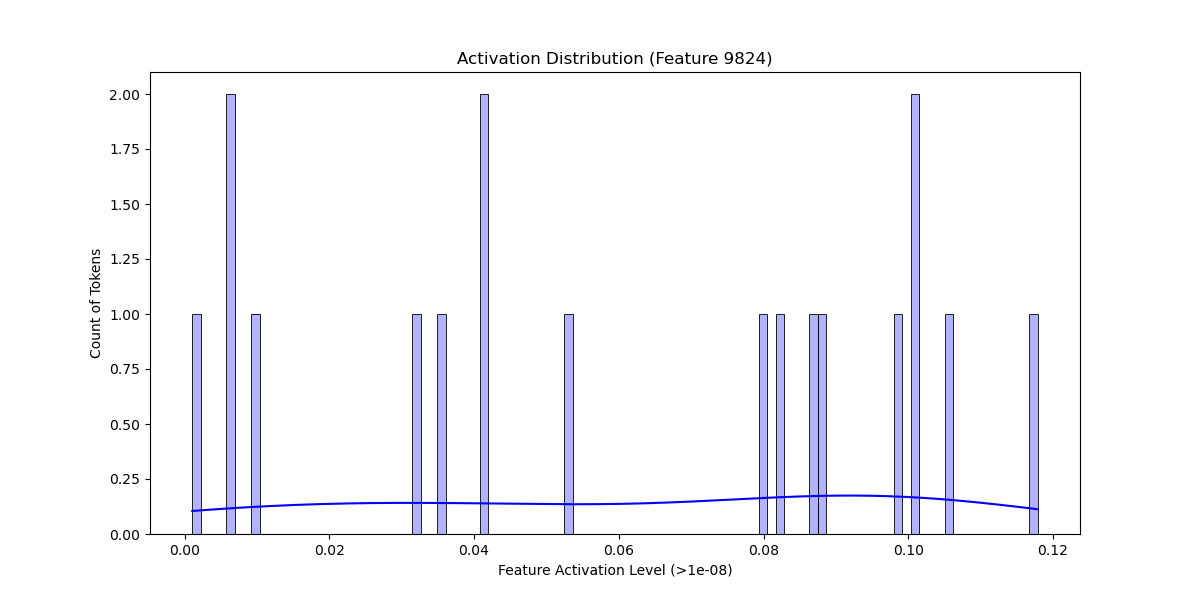 Activation Distribution (Feature 9824)
2.00
1.75
1.50
1.25
1.00
0.75
0.50
0.25
0.00
Count of Tokens
0.00 0.02 0.04 0.06 0.08 0.10 0.12
Feature Activation Level (>1e-08)